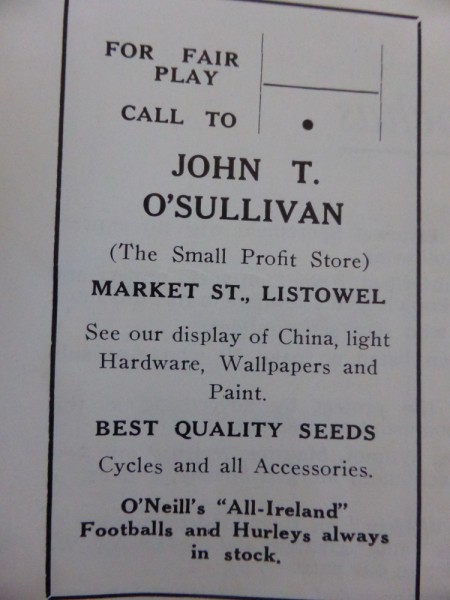 FOR FAIR
PLAY
CALL TO
JOHN T.
O'SULLIVAN
(The Small Profit Store)
MARKET ST., LISTOWEL
See our display of China, light
Hardware, Wallpapers and
Paint.
BEST QUALITY SEEDS
Cycles and all Accessories.
O'Neill's "All-Ireland"
Footballs and Hurleys always
in stock.